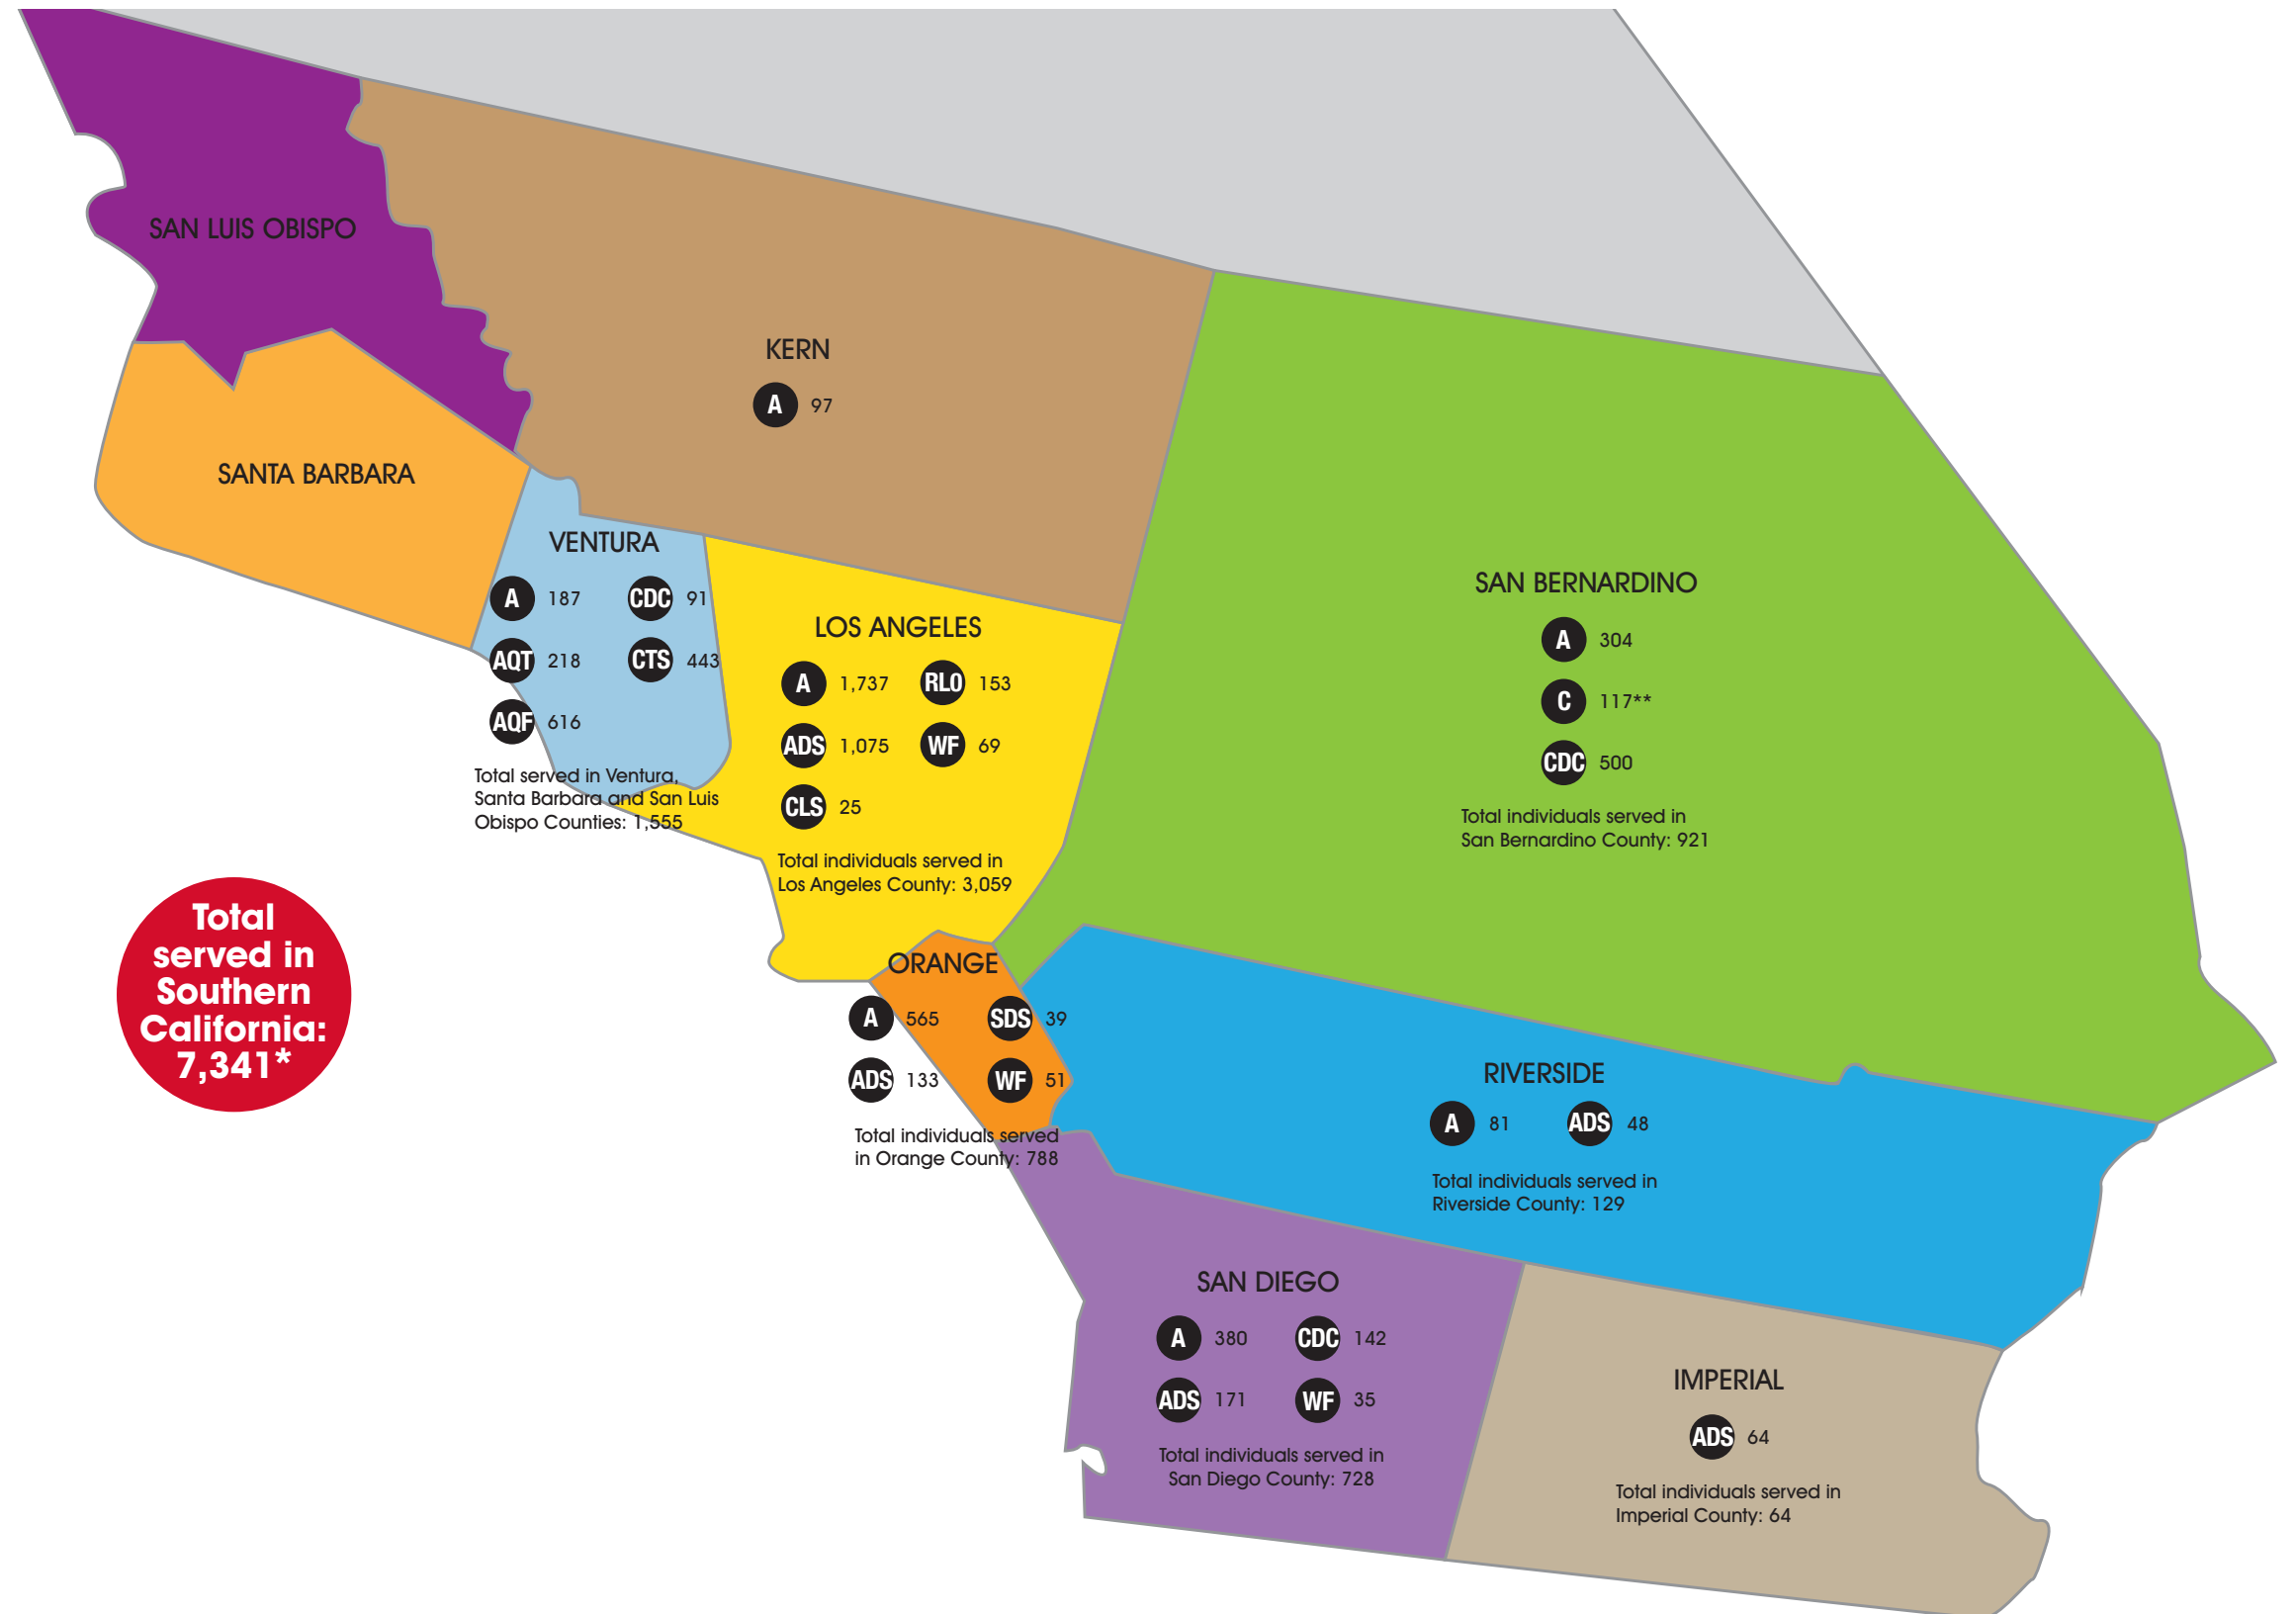 SAN LUIS OBISPO
SANTA BARBARA
KERN
A 97
VENTURA
A 187 CDC 91
AQT 218 CTS 443
AQF 616
Total served in Ventura,
Santa Barbara and San Luis
Obispo Counties: 1,555
LOS ANGELES
A 1,737 RLO 153
ADS 1,075 WF 69
CLS 25
Total individuals served in
Los Angeles County: 3,059
SAN BERNARDINO
A 304
C 117**
CDC 500
Total individuals served in
San Bernardino County: 921
Total
served in
Southern
California:
7,341*
ORANGE
A 565 SDS 39
ADS 133 WF 51
Total individuals served
in Orange County: 788
RIVERSIDE
A 81 ADS 48
Total individuals served in
Riverside County: 129
SAN DIEGO
A 380 CDC 142
ADS 171 WF 35
Total individuals served in
San Diego County: 728
IMPERIAL
ADS 64
Total individuals served in
Imperial County: 64